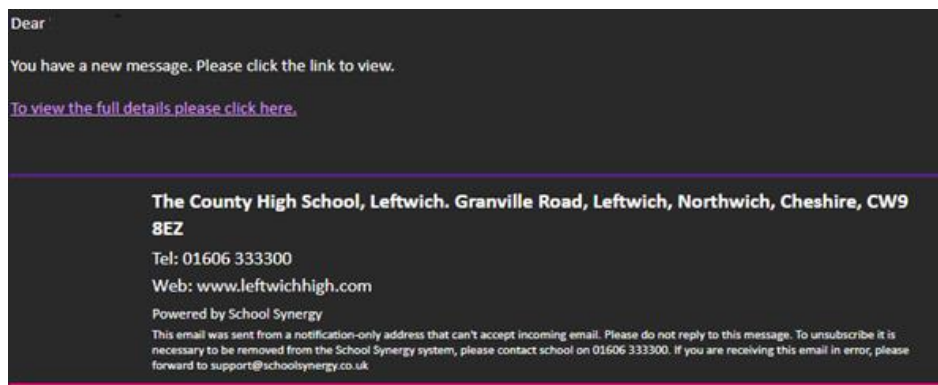 Dear
You have a new message. Please click the link to view.
To view the full details please click here.
The County High School, Leftwich. Granville Road, Leftwich, Northwich, Cheshire, CW9
8EZ
Tel: 01606 333300
Web: www.leftwichhigh.com
Powered by School Synergy
This email was sent from a notification-only address that can't accept incoming email. Please do not reply to this message. To unsubscribe it is
necessary to be removed from the School Synergy system, please contact school on 01606 333300. If you are receiving this email in error, please
forward to support@schoolsynergy.co.uk